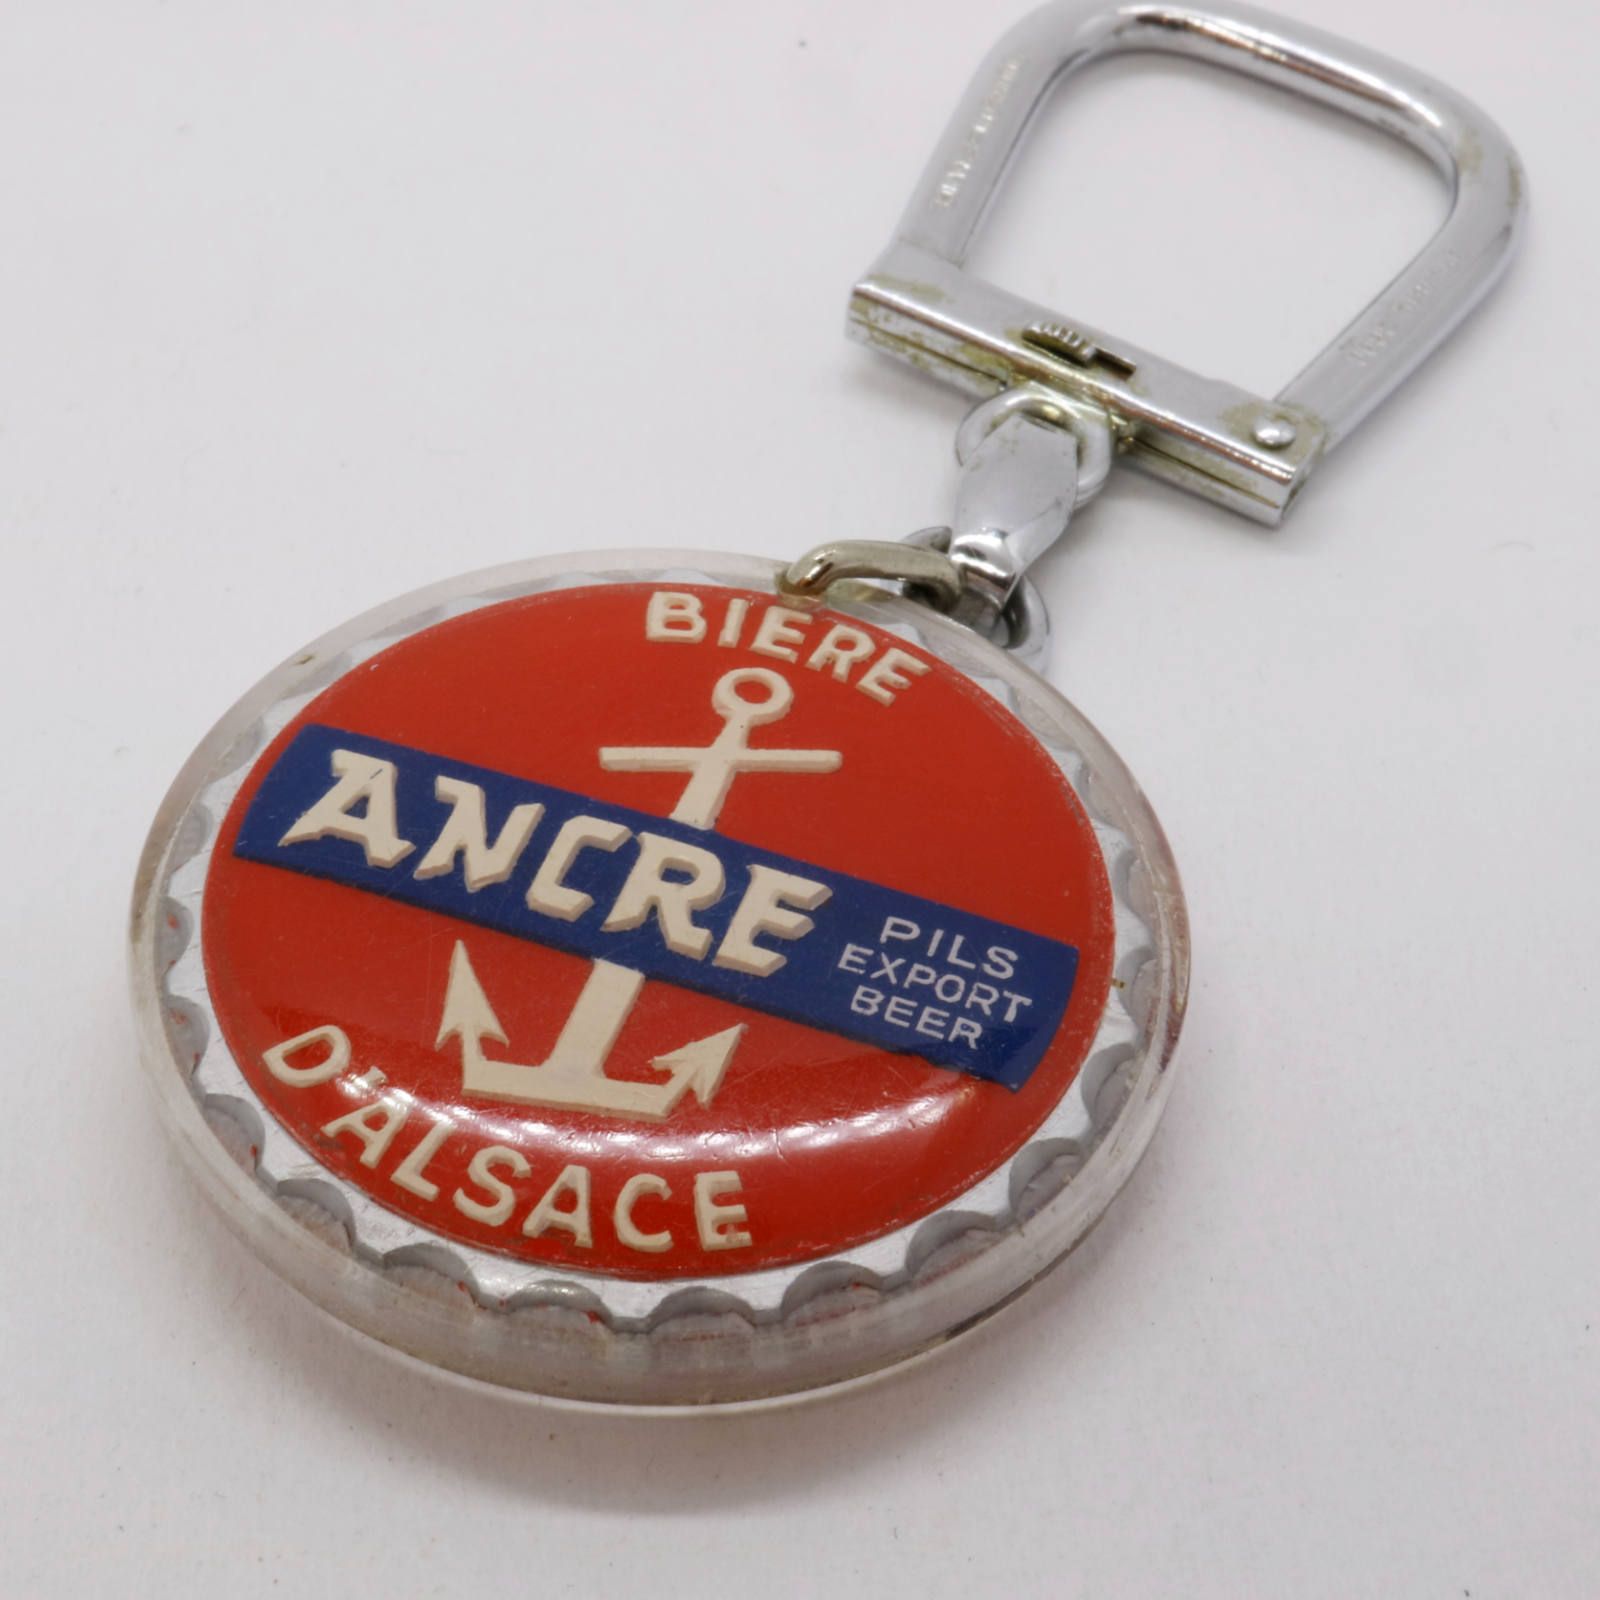 BIERE
ANCRE
PILS
EXPORT
BEER
D'ALSACE